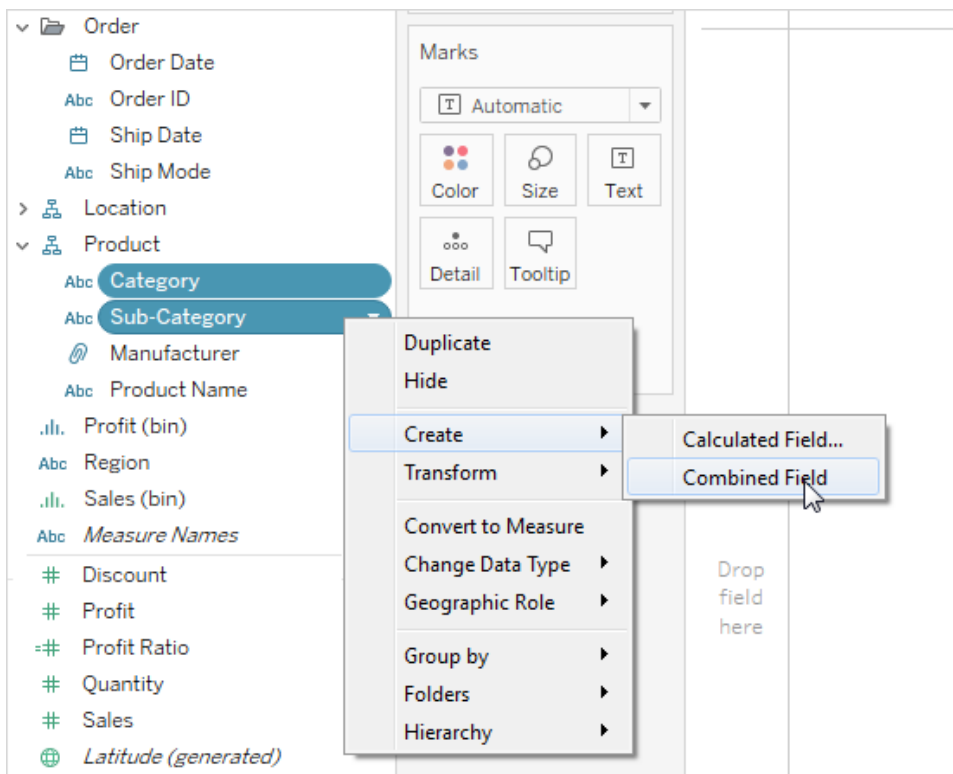 Order
Order Date
Abc Order ID
Ship Date
Abc Ship Mode
Location
Product
Abc Category
Abc Sub-Category
Manufacturer
Abc Product Name
Profit (bin)
Abc Region
Sales (bin)
Abc Measure Names
# Discount
# Profit
=# Profit Ratio
# Quantity
# Sales
Latitude (generated)
Marks
T Automatic
Color
Size
T
Text
Detail
Tooltip
Duplicate
Hide
Create
Transform
Convert to Measure
Change Data Type
Geographic Role
Group by
Folders
Hierarchy
Calculated Field...
Combined Field
Drop
field
here